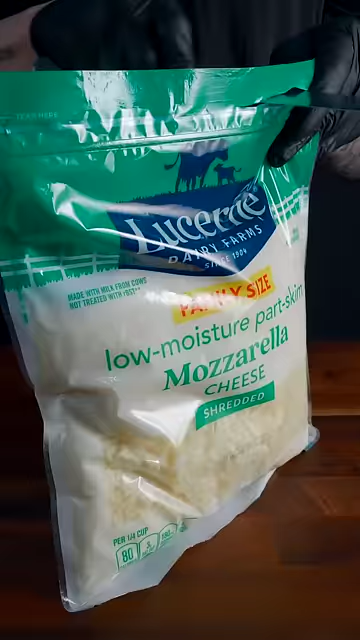 TEAR HERE
Lucerne
DAIRY FARMS
SINCE 1904
MADE WITH MILK FROM COWS
NOT TREATED WITH rBST**
FAMILY SIZE
low-moisture part-skim
Mozzarella
CHEESE
SHREDDED
PER 1/4 CUP
80